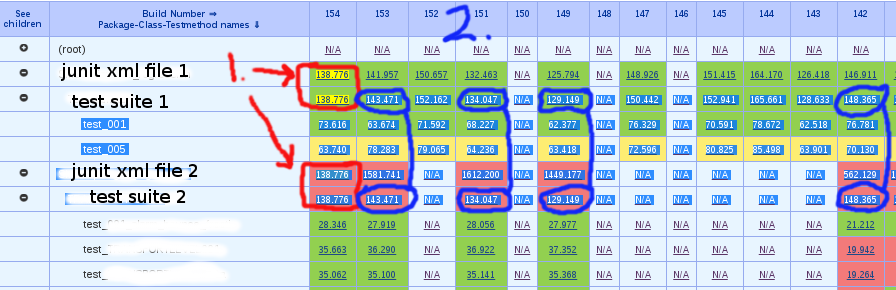 See children Build Number ⇒ Package-Class-Testmethod names ⇓ 154 153 152 151 150 149 148 147 146 145 144 143 142
2.
(root) N/A N/A N/A N/A N/A N/A N/A N/A N/A N/A N/A N/A N/A
1.
junit xml file 1 138.776 141.957 150.657 132.463 N/A 125.794 N/A 148.926 N/A 151.415 164.170 126.418 146.911
test suite 1 138.776 143.471 152.162 134.047 N/A 129.149 N/A 150.442 N/A 152.941 165.661 128.633 148.365
test_001 73.616 63.674 71.592 68.227 N/A 62.377 N/A 76.329 N/A 70.591 78.672 62.518 76.781
test_005 63.740 78.283 79.065 64.236 N/A 63.418 N/A 72.596 N/A 80.825 85.498 63.901 70.130
junit xml file 2 138.776 1581.741 N/A 1612.200 N/A 1449.177 N/A N/A N/A N/A N/A N/A 562.129
test suite 2 138.776 143.471 N/A 134.047 N/A 129.149 N/A N/A N/A N/A N/A N/A 148.365
test_ 28.346 27.919 N/A 28.056 N/A 27.977 N/A N/A N/A N/A N/A N/A 21.212
test_ 35.663 36.290 N/A 36.922 N/A 37.352 N/A N/A N/A N/A N/A N/A 19.942
test_ 35.062 35.100 N/A 35.141 N/A 35.368 N/A N/A N/A N/A N/A N/A 19.264